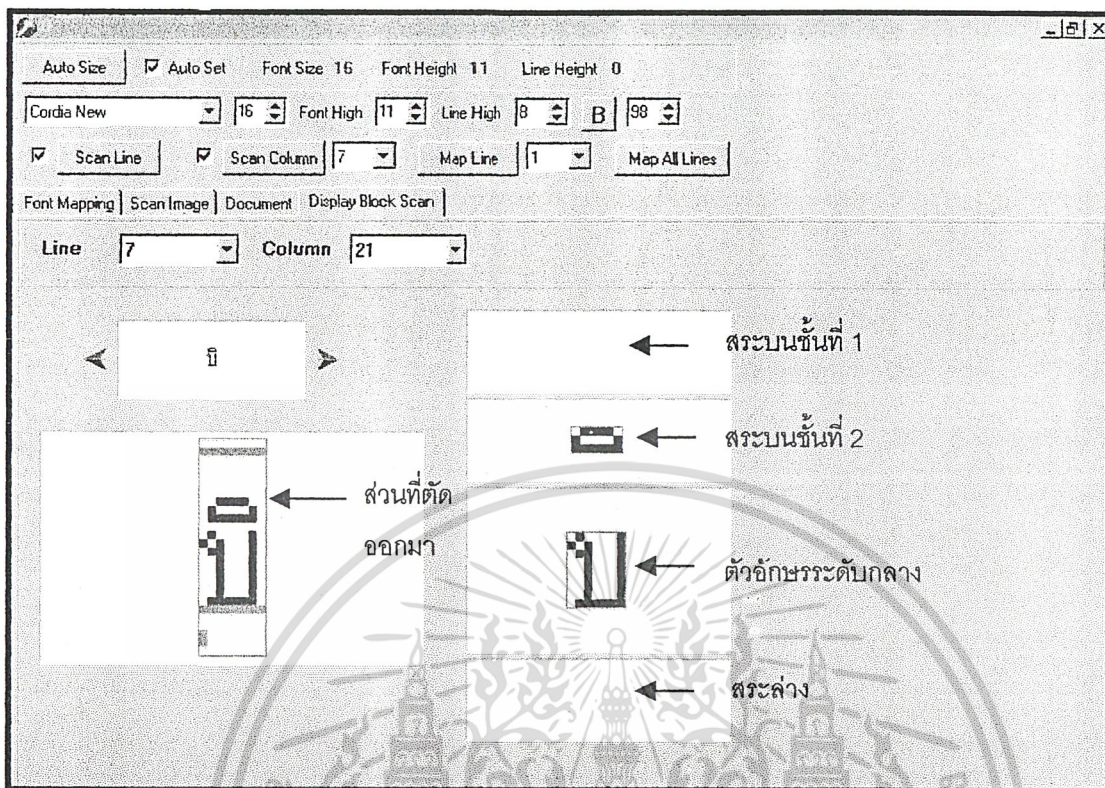 Auto Size Auto Set Font Size 16 Font Height 11 Line Height 0
Cordia New 16 Font High 11 Line High 8 B 98
Scan Line Scan Column 7 Map Line 1 Map All Lines
Font Mapping Scan Image Document Display Block Scan
Line 7 Column 21
บิ
สระบนชั้นที่ 1
สระบนชั้นที่ 2
ส่วนที่ตัด
ออกมา
บิ
ตัวอักษรระดับกลาง
บ
สระล่าง